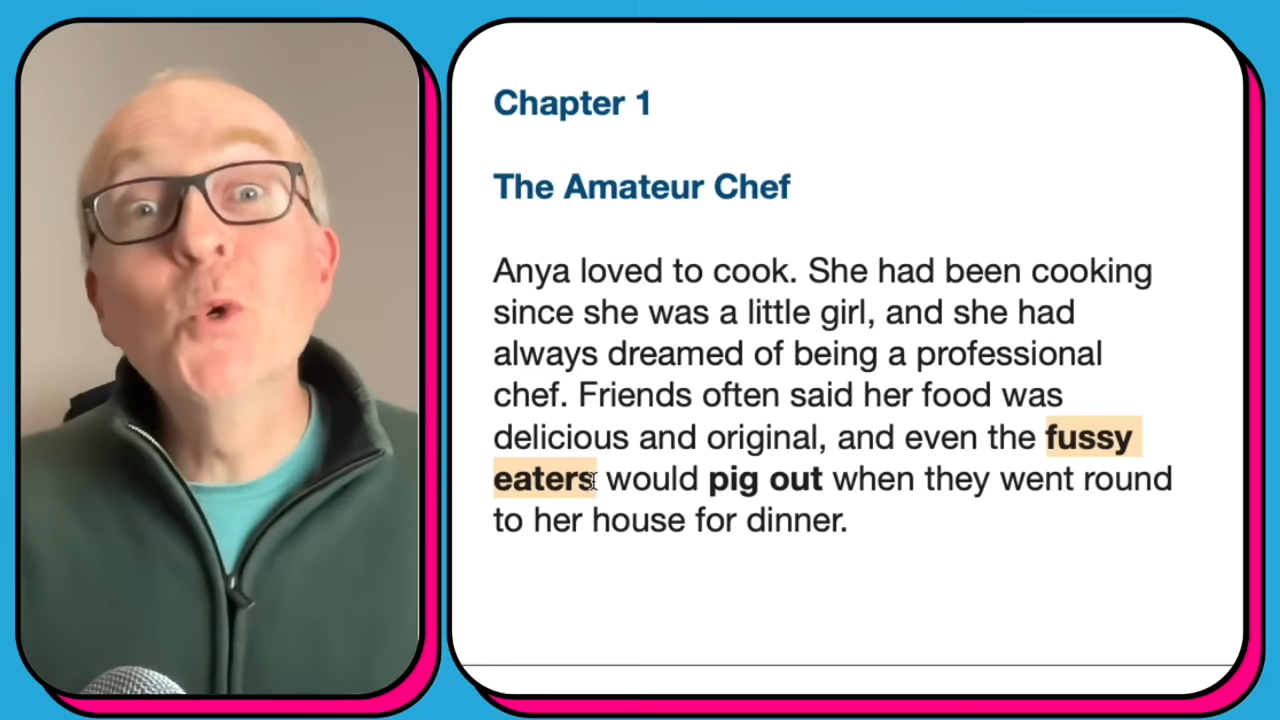 Chapter 1
The Amateur Chef
Anya loved to cook. She had been cooking
since she was a little girl, and she had
always dreamed of being a professional
chef. Friends often said her food was
delicious and original, and even the fussy
eaters would pig out when they went round
to her house for dinner.